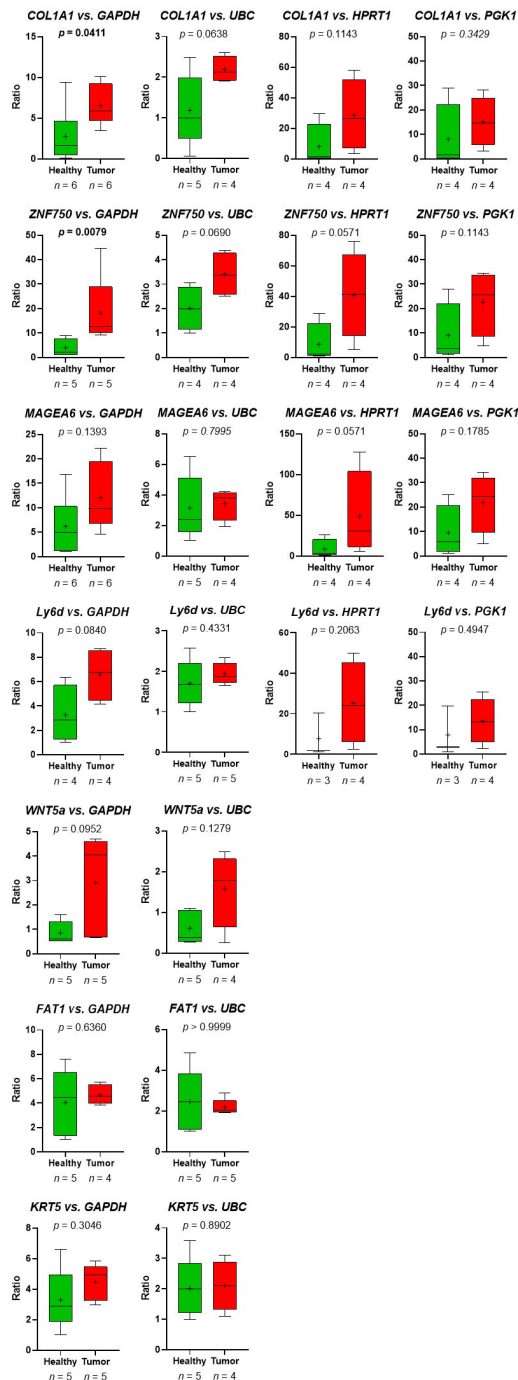 COL1A1 vs. GAPDH
p = 0.0411
Ratio
15
10
5
0
Healthy Tumor
n = 6 n = 6
COL1A1 vs. UBC
p = 0.0638
Ratio
3
2
1
0
Healthy Tumor
n = 5 n = 4
COL1A1 vs. HPRT1
p = 0.1143
Ratio
80
60
40
20
0
Healthy Tumor
n = 4 n = 4
COL1A1 vs. PGK1
p = 0.3429
Ratio
50
40
30
20
10
0
Healthy Tumor
n = 4 n = 4
ZNF750 vs. GAPDH
p = 0.0079
Ratio
50
40
30
20
10
0
Healthy Tumor
n = 5 n = 5
ZNF750 vs. UBC
p = 0.0690
Ratio
5
4
3
2
1
0
Healthy Tumor
n = 4 n = 4
ZNF750 vs. HPRT1
p = 0.0571
Ratio
80
60
40
20
0
Healthy Tumor
n = 4 n = 4
ZNF750 vs. PGK1
p = 0.1143
Ratio
50
40
30
20
10
0
Healthy Tumor
n = 4 n = 4
MAGEA6 vs. GAPDH
p = 0.1393
Ratio
25
20
15
10
5
0
Healthy Tumor
n = 6 n = 6
MAGEA6 vs. UBC
p = 0.7995
Ratio
8
6
4
2
0
Healthy Tumor
n = 5 n = 4
MAGEA6 vs. HPRT1
p = 0.0571
Ratio
150
100
50
0
Healthy Tumor
n = 4 n = 4
MAGEA6 vs. PGK1
p = 0.1785
Ratio
50
40
30
20
10
0
Healthy Tumor
n = 4 n = 4
Ly6d vs. GAPDH
p = 0.0840
Ratio
10
8
6
4
2
0
Healthy Tumor
n = 4 n = 4
Ly6d vs. UBC
p = 0.4331
Ratio
3
2
1
0
Healthy Tumor
n = 5 n = 5
Ly6d vs. HPRT1
p = 0.2063
Ratio
60
40
20
0
Healthy Tumor
n = 3 n = 4
Ly6d vs. PGK1
p = 0.4947
Ratio
50
40
30
20
10
0
Healthy Tumor
n = 3 n = 4
WNT5a vs. GAPDH
p = 0.0952
Ratio
5
4
3
2
1
0
Healthy Tumor
n = 5 n = 5
WNT5a vs. UBC
p = 0.1279
Ratio
3
2
1
0
Healthy Tumor
n = 5 n = 4
FAT1 vs. GAPDH
p = 0.6360
Ratio
10
8
6
4
2
0
Healthy Tumor
n = 5 n = 4
FAT1 vs. UBC
p > 0.9999
Ratio
6
4
2
0
Healthy Tumor
n = 5 n = 5
KRT5 vs. GAPDH
p = 0.3046
Ratio
8
6
4
2
0
Healthy Tumor
n = 5 n = 5
KRT5 vs. UBC
p = 0.8902
Ratio
4
3
2
1
0
Healthy Tumor
n = 5 n = 4